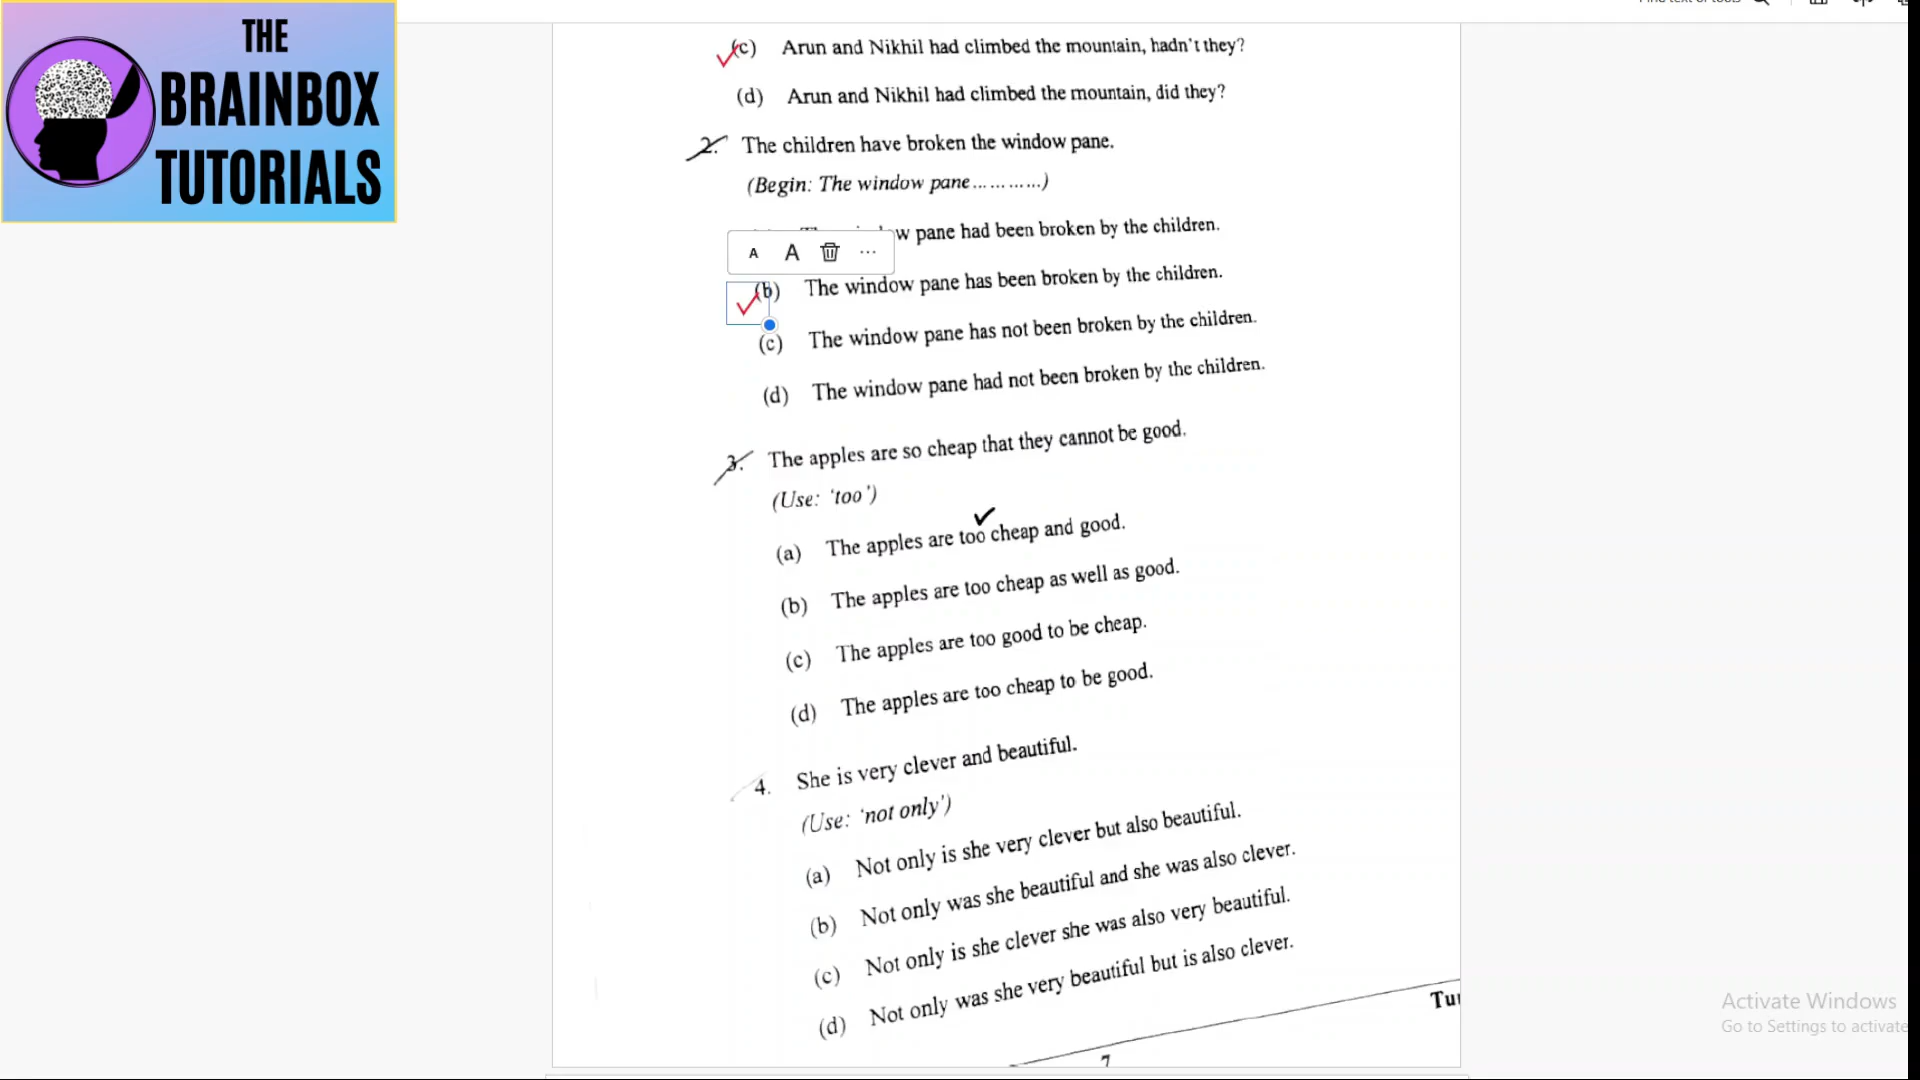 THE
BRAINBOX
TUTORIALS
(c) Arun and Nikhil had climbed the mountain, hadn't they?
(d) Arun and Nikhil had climbed the mountain, did they?
2. The children have broken the window pane.
(Begin: The window pane ............)
pane had been broken by the children.
A A ...
(b) The window pane has been broken by the children.
(c) The window pane has not been broken by the children.
(d) The window pane had not been broken by the children.
3. The apples are so cheap that they cannot be good.
(Use: 'too')
(a) The apples are too cheap and good.
(b) The apples are too cheap as well as good.
(c) The apples are too good to be cheap.
(d) The apples are too cheap to be good.
4. She is very clever and beautiful.
(Use: 'not only')
(a) Not only is she very clever but also beautiful.
(b) Not only was she beautiful and she was also clever.
(c) Not only is she clever she was also very beautiful.
(d) Not only was she very beautiful but is also clever.
7
Activate Windows
Go to Settings to activate